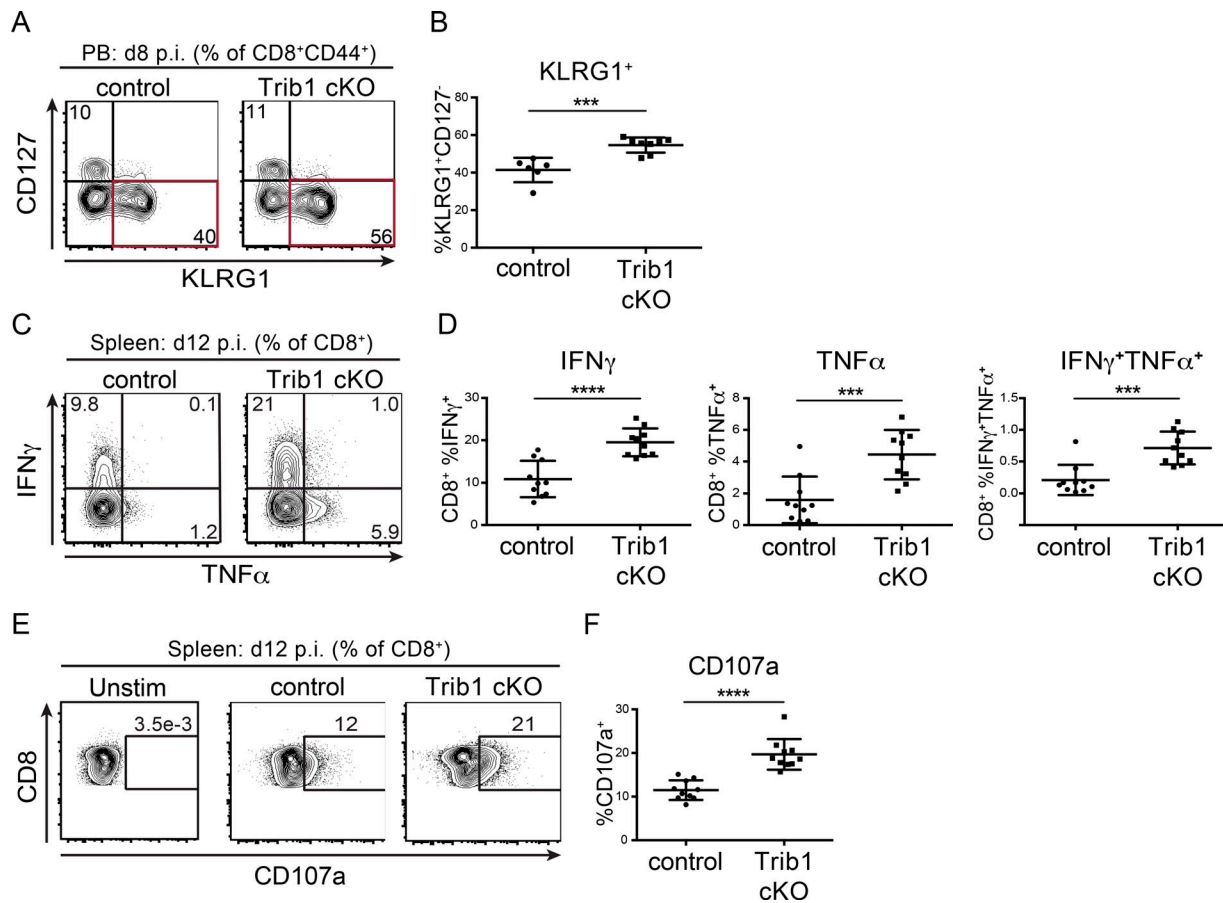 A
PB: d8 p.i. (% of CD8⁺CD44⁺)
control
Trib1 cKO
10
11
40
56
CD127
KLRG1
B
KLRG1⁺
***
%KLRG1⁺CD127⁻
80
60
40
20
0
control
Trib1
cKO
C
Spleen: d12 p.i. (% of CD8⁺)
control
Trib1 cKO
9.8
0.1
21
1.0
1.2
5.9
IFNγ
TNFα
D
IFNγ
****
CD8⁺ %IFNγ⁺
30
20
10
0
control
Trib1
cKO
TNFα
***
CD8⁺ %TNFα⁺
8
6
4
2
0
control
Trib1
cKO
IFNγ⁺TNFα⁺
***
CD8⁺ %IFNγ⁺TNFα⁺
1.5
1.0
0.5
0.0
control
Trib1
cKO
E
Spleen: d12 p.i. (% of CD8⁺)
Unstim
control
Trib1 cKO
3.5e-3
12
21
CD8
CD107a
F
CD107a
****
%CD107a⁺
30
20
10
0
control
Trib1
cKO